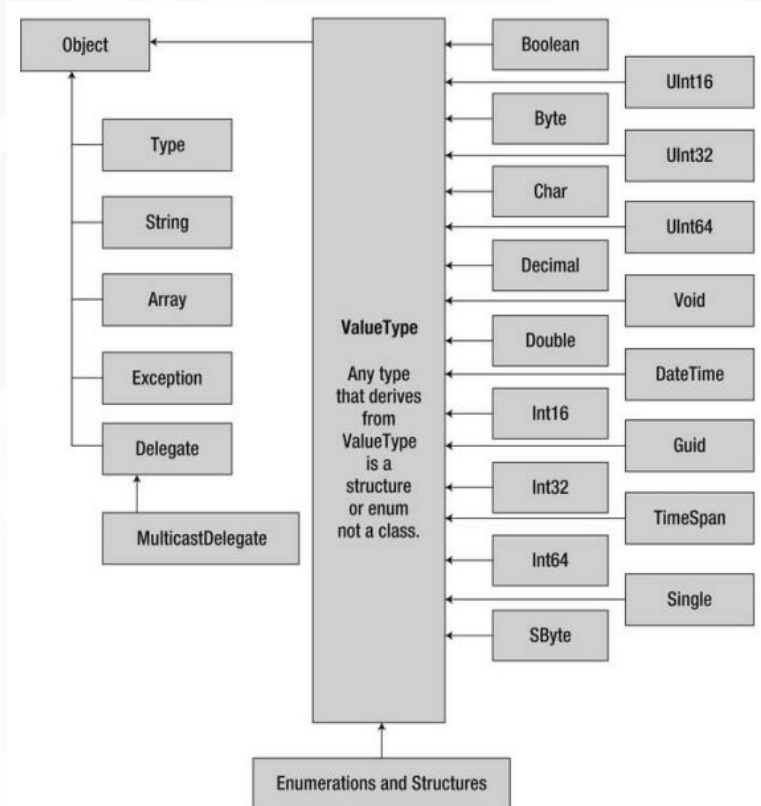 Object
Type
String
Array
Exception
Delegate
MulticastDelegate
ValueType
Any type
that derives
from
ValueType
is a
structure
or enum
not a class.
Boolean
UInt16
Byte
UInt32
Char
UInt64
Decimal
Void
Double
DateTime
Int16
Guid
Int32
TimeSpan
Int64
Single
SByte
Enumerations and Structures